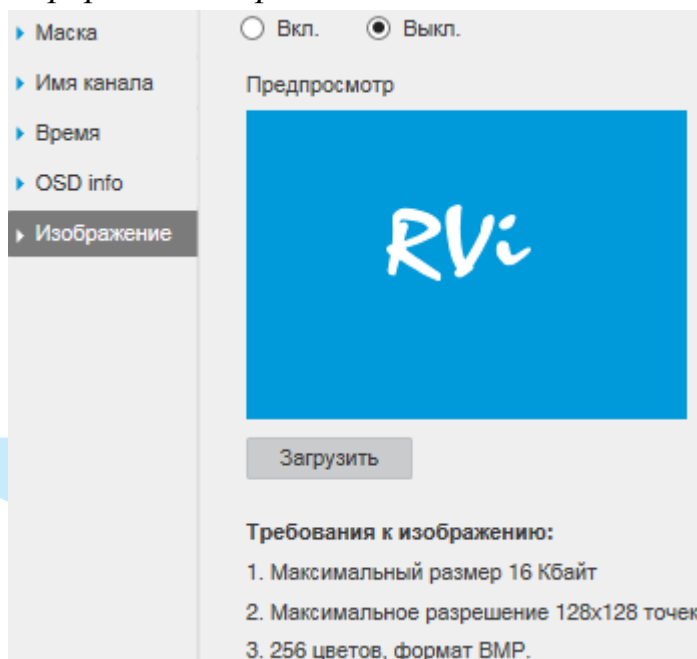 Маска
Вкл. Выкл.
Имя канала
Предпросмотр
Время
OSD info
Изображение
RVi
Загрузить
Требования к изображению:
1. Максимальный размер 16 Кбайт
2. Максимальное разрешение 128x128 точек
3. 256 цветов, формат BMP.